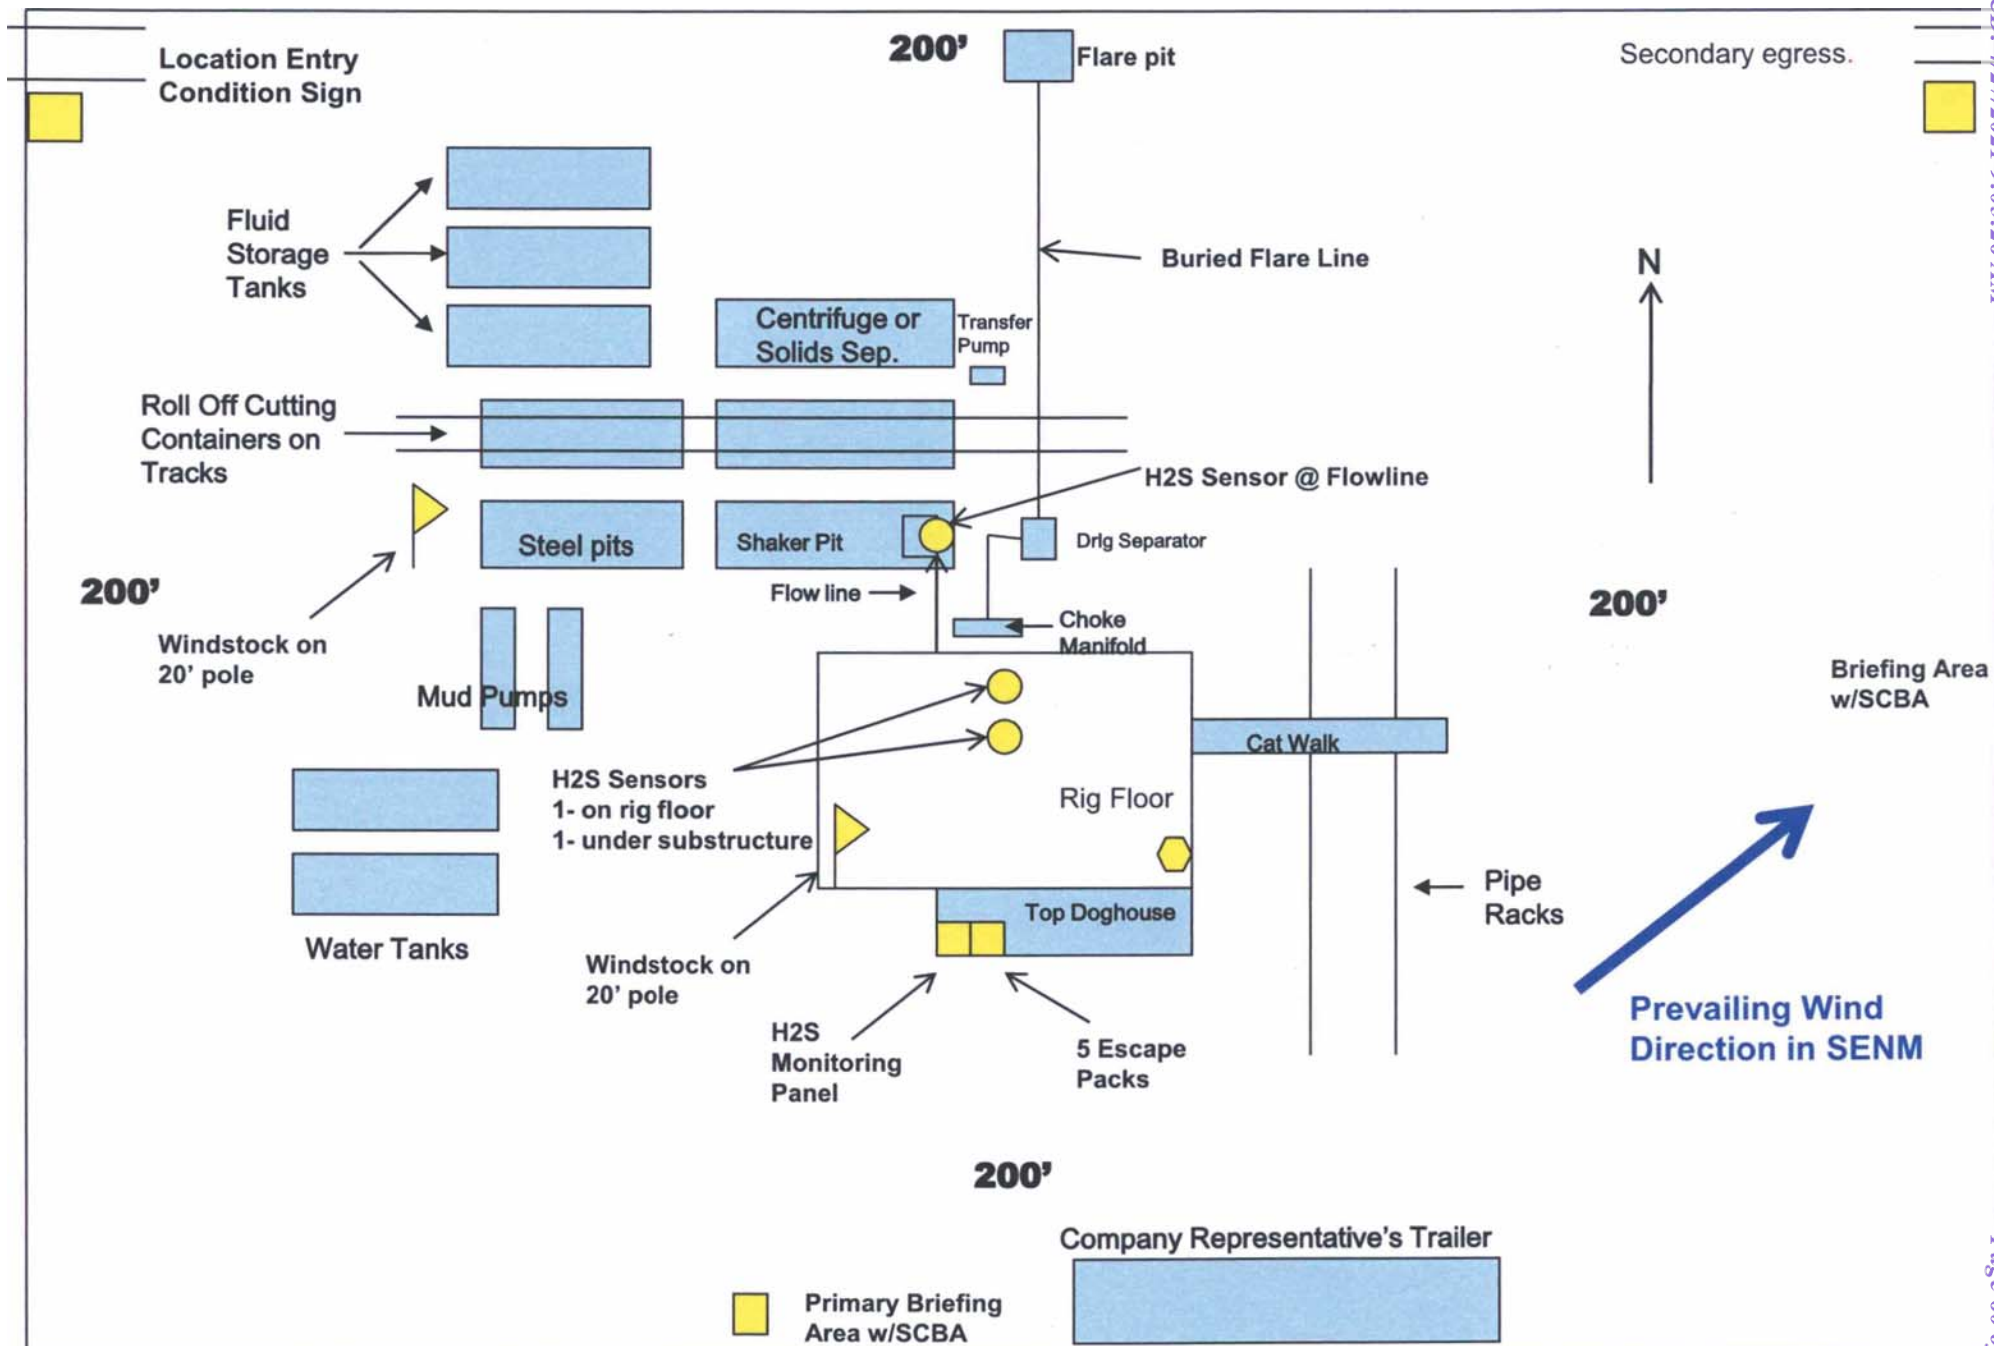 Location Entry
Condition Sign
200'
Flare pit
Secondary egress.
Fluid
Storage
Tanks
Buried Flare Line
N
Centrifuge or
Solids Sep.
Transfer
Pump
Roll Off Cutting
Containers on
Tracks
H2S Sensor @ Flowline
Steel pits
Shaker Pit
Drlg Separator
200'
Flow line
200'
Windstock on
20' pole
Choke
Manifold
Mud Pumps
Briefing Area
w/SCBA
Cat Walk
H2S Sensors
1- on rig floor
1- under substructure
Rig Floor
Pipe
Racks
Top Doghouse
Water Tanks
Windstock on
20' pole
Prevailing Wind
Direction in SENM
H2S
Monitoring
Panel
5 Escape
Packs
200'
Company Representative's Trailer
Primary Briefing
Area w/SCBA